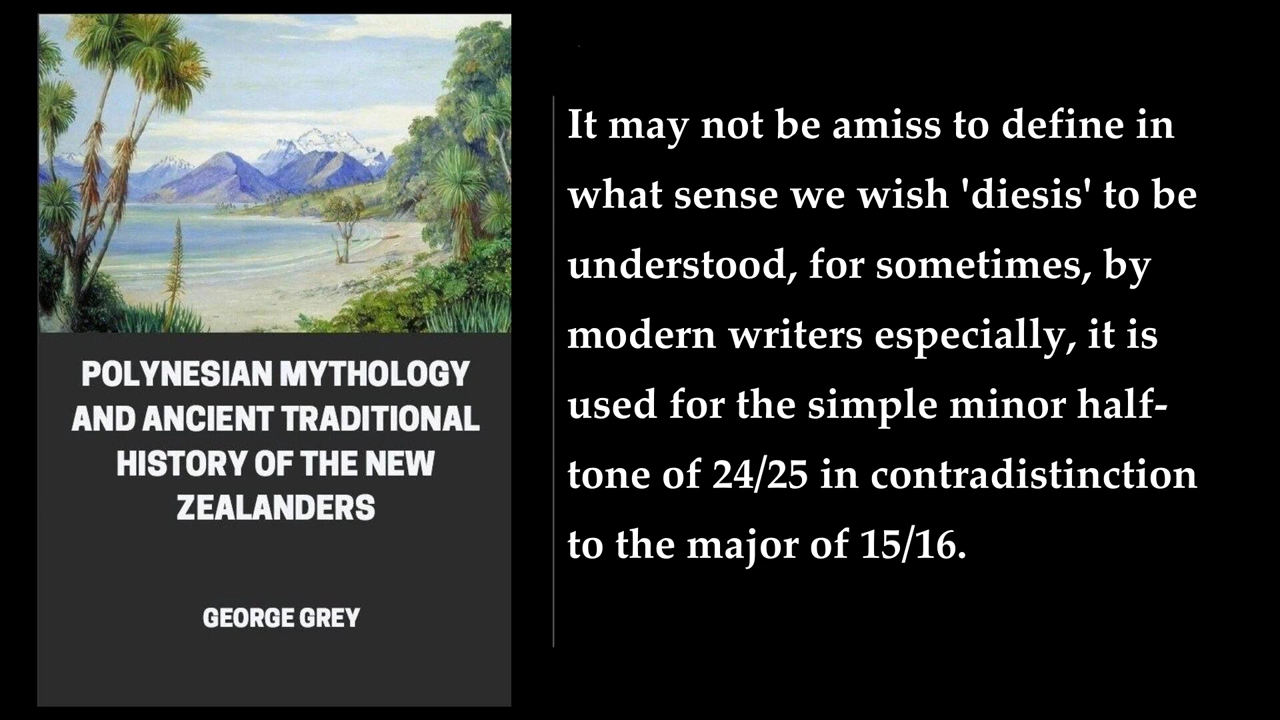 POLYNESIAN MYTHOLOGY
AND ANCIENT TRADITIONAL
HISTORY OF THE NEW
ZEALANDERS
GEORGE GREY
It may not be amiss to define in
what sense we wish 'diesis' to be
understood, for sometimes, by
modern writers especially, it is
used for the simple minor half-
tone of 24/25 in contradistinction
to the major of 15/16.